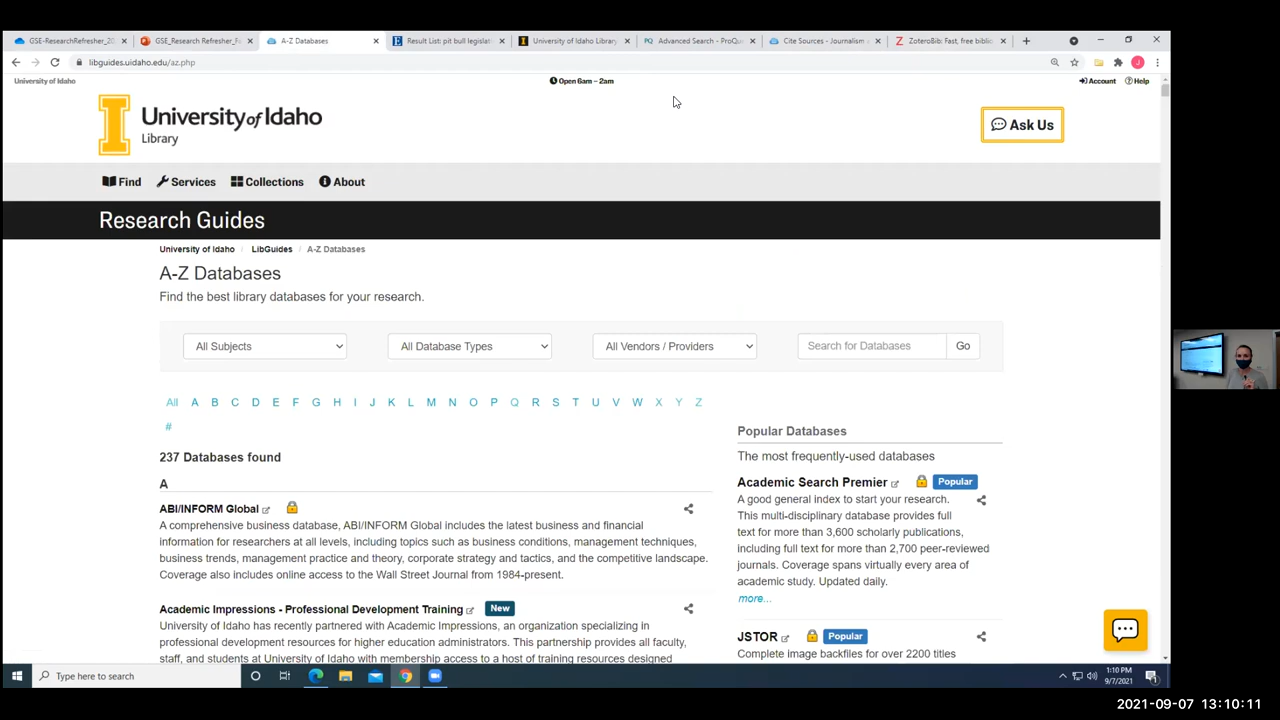 GSE-ResearchRefresher_20
GSE_Research Refresher_F
A-Z Databases
Result List: pit bull legislat
University of Idaho Library
Advanced Search - ProQue
Cite Sources - Journalism
ZoteroBib: Fast, free biblic
libguides.uidaho.edu/az.php
J
University of Idaho
Open 6am – 2am
Account
Help
University of Idaho
Library
Ask Us
Find
Services
Collections
About
Research Guides
University of Idaho / LibGuides / A-Z Databases
A-Z Databases
Find the best library databases for your research.
All Subjects
All Database Types
All Vendors / Providers
Search for Databases
Go
All A B C D E F G H I J K L M N O P Q R S T U V W X Y Z
#
237 Databases found
A
ABI/INFORM Global
A comprehensive business database, ABI/INFORM Global includes the latest business and financial
information for researchers at all levels, including topics such as business conditions, management techniques,
business trends, management practice and theory, corporate strategy and tactics, and the competitive landscape.
Coverage also includes online access to the Wall Street Journal from 1984-present.
Academic Impressions - Professional Development Training New
University of Idaho has recently partnered with Academic Impressions, an organization specializing in
professional development resources for higher education administrators. This partnership provides all faculty,
staff, and students at University of Idaho with membership access to a host of training resources designed
Popular Databases
The most frequently-used databases
Academic Search Premier Popular
A good general index to start your research.
This multi-disciplinary database provides full
text for more than 3,600 scholarly publications,
including full text for more than 2,700 peer-reviewed
journals. Coverage spans virtually every area of
academic study. Updated daily.
more...
JSTOR Popular
Complete image backfiles for over 2200 titles
Type here to search
1:10 PM
9/7/2021
1
2021-09-07 13:10:11